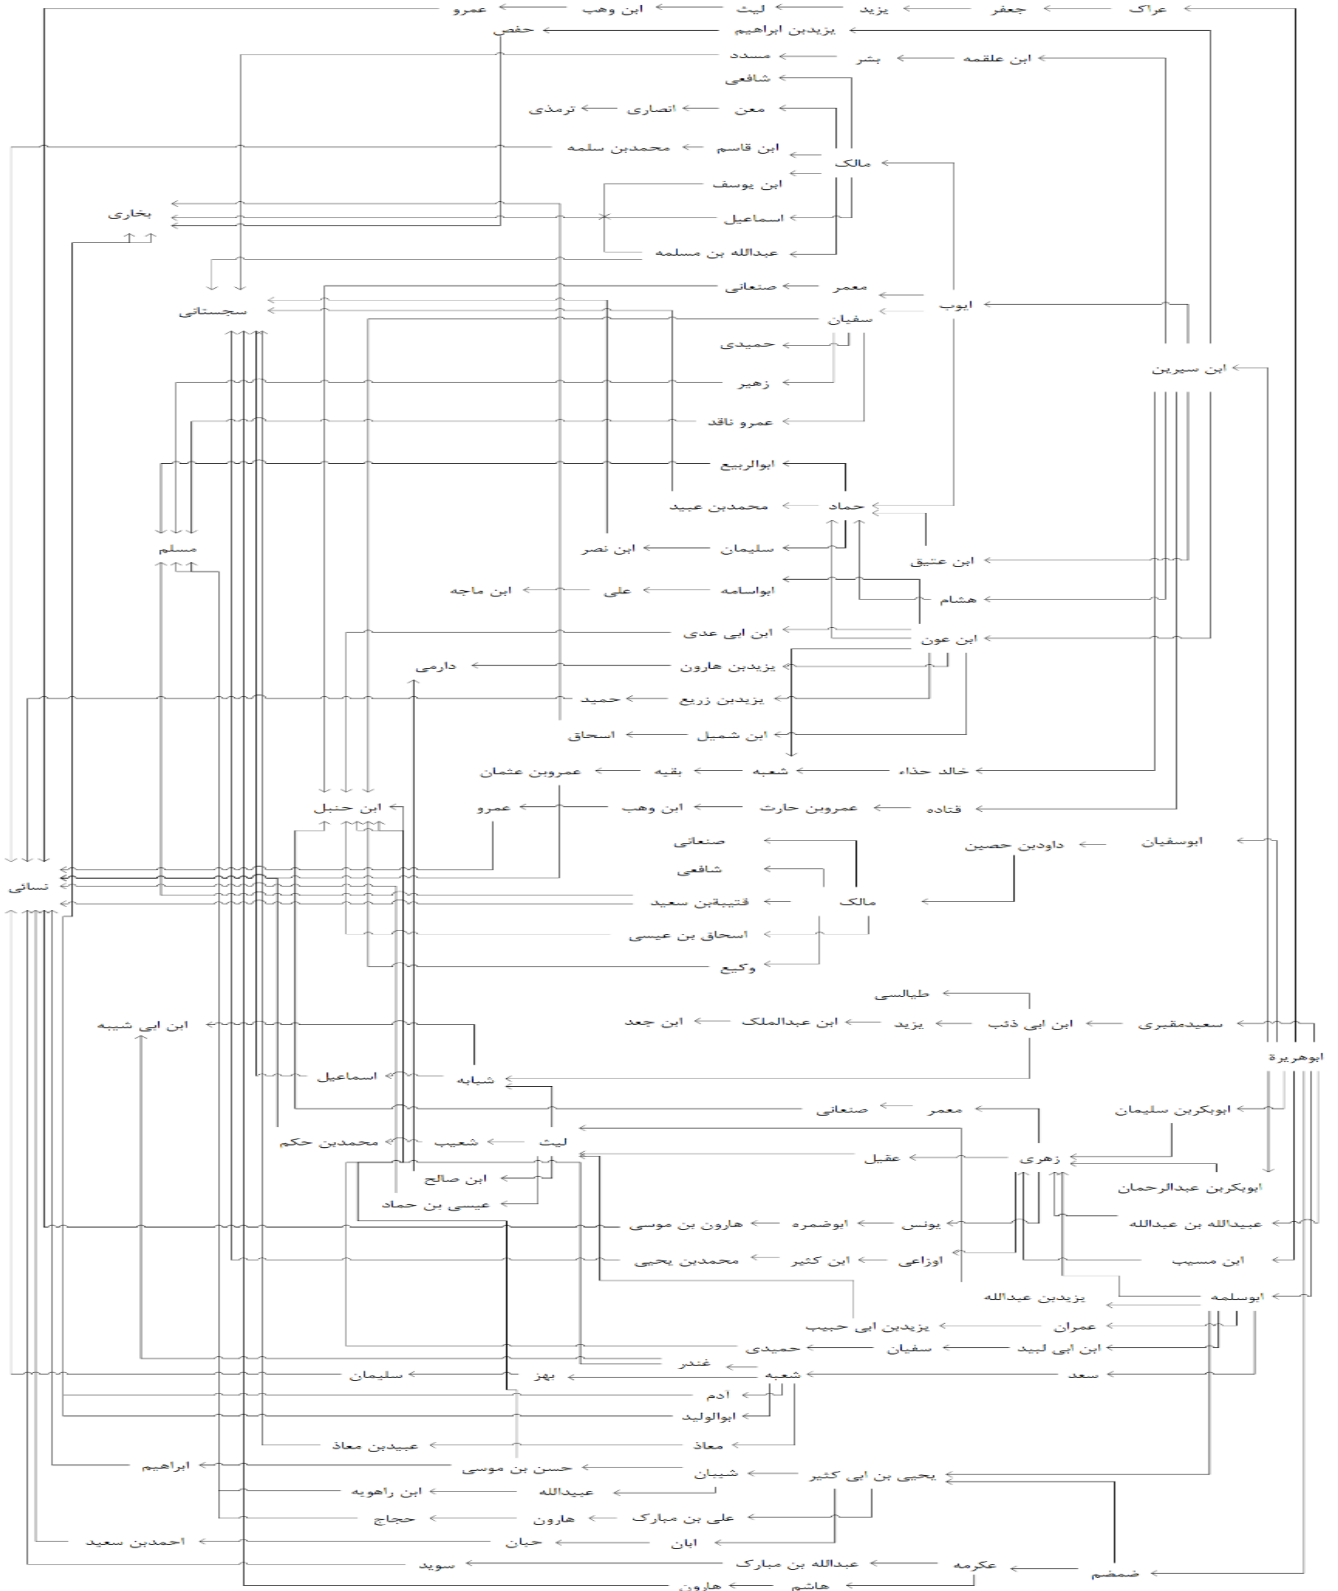 عراک جعفر یزید لیث ابن وهب عمرو
یزیدبن ابراهیم حفص
ابن علقمه بشر مسدد
شافعی
معن انصاری ترمذی
ابن قاسم محمدبن سلمه
مالک
ابن یوسف
بخاری
اسماعیل
عبدالله بن مسلمه
معمر صنعانی
ایوب
سجستانی
سفیان
حمیدی
ابن سیرین
زهیر
عمرو ناقد
ابوالربیع
حماد محمدبن عبید
سلیمان ابن نصر
مسلم
ابن عتیق
ابواسامه علی ابن ماجه
هشام
ابن ابی عدی
ابن عون
یزیدبن هارون دارمی
یزیدبن زریع حمید
ابن شمیل اسحاق
خالد حذاء شعبه بقیه عمروبن عثمان
قتاده عمروبن حارث ابن وهب عمرو ابن حنبل
ابوسفیان داودبن حصین صنعانی
شافعی
نسائی
مالک قتیبةبن سعید
اسحاق بن عیسی
وکیع
طیالسی
سعیدمقبری ابن ابی ذئب یزید ابن عبدالملک ابن جعد ابن ابی شیبه
ابوهریرة
شبابه اسماعیل
ابوبکربن سلیمان معمر صنعانی
لیث شعیب محمدبن حکم
زهری عقیل
ابن صالح
ابوبکربن عبدالرحمان
عیسی بن حماد
عبیدالله بن عبدالله یونس ابوضمره هارون بن موسی
ابن مسیب اوزاعی ابن کثیر محمدبن یحیی
ابوسلمه یزیدبن عبدالله
عمران یزیدبن ابی حبیب
ابن ابی لبید سفیان حمیدی
غندر
سعد شعبه بهز سلیمان
آدم
ابوالولید
معاذ عبیدبن معاذ
یحیی بن ابی کثیر شیبان حسن بن موسی ابراهیم
عبیدالله ابن راهویه
علی بن مبارک هارون حجاج
ابان حبان احمدبن سعید
ضمضم عکرمه عبدالله بن مبارک سوید
هاشم هارون